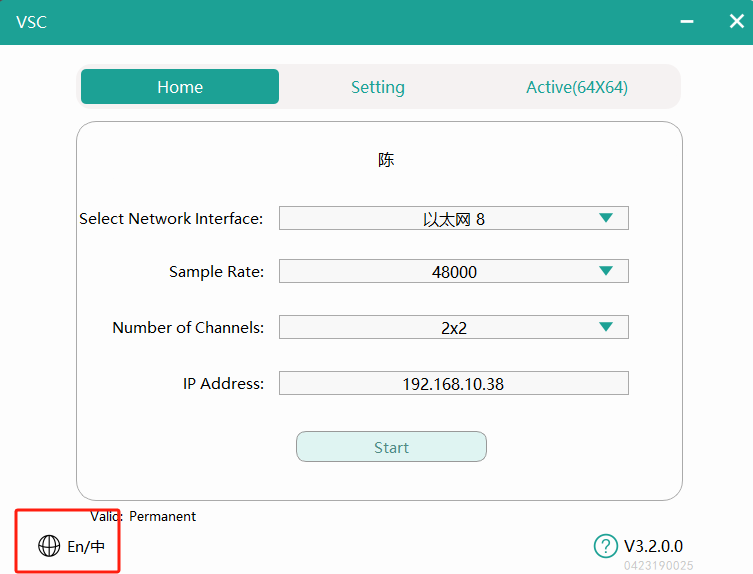 VSC
Home Setting Active(64X64)
陈
Select Network Interface: 以太网 8
Sample Rate: 48000
Number of Channels: 2x2
IP Address: 192.168.10.38
Start
Valid: Permanent
En/中 ? V3.2.0.0
0423190025